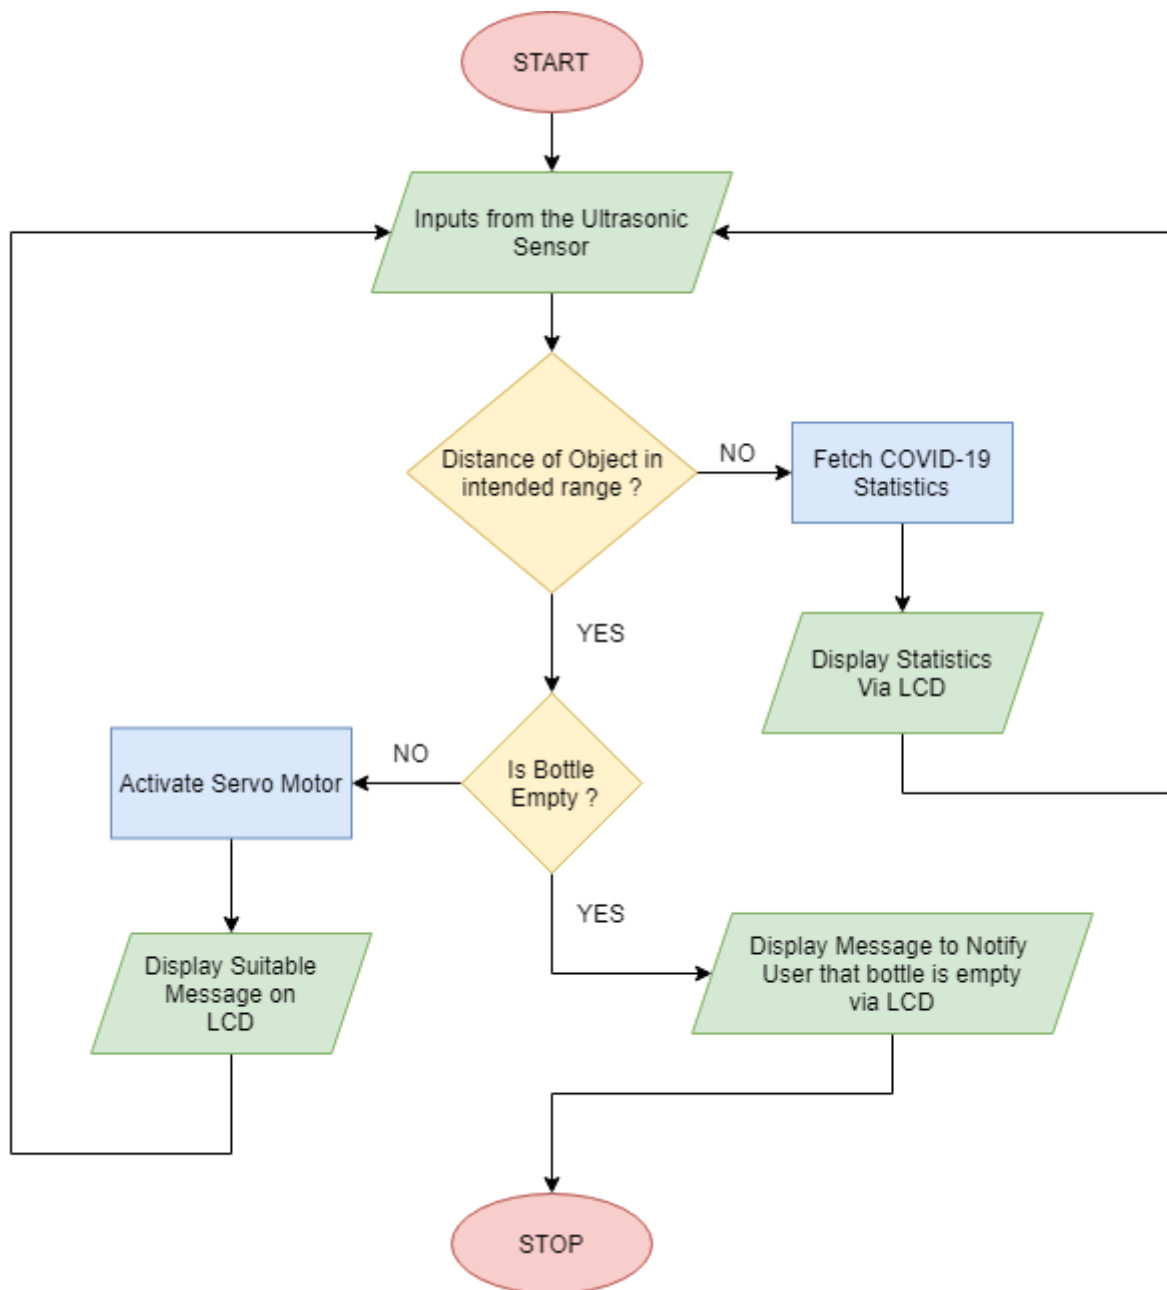 START
Inputs from the Ultrasonic
Sensor
Distance of Object in
intended range ?
NO
Fetch COVID-19
Statistics
YES
Display Statistics
Via LCD
Is Bottle
Empty ?
NO
Activate Servo Motor
YES
Display Suitable
Message on
LCD
Display Message to Notify
User that bottle is empty
via LCD
STOP